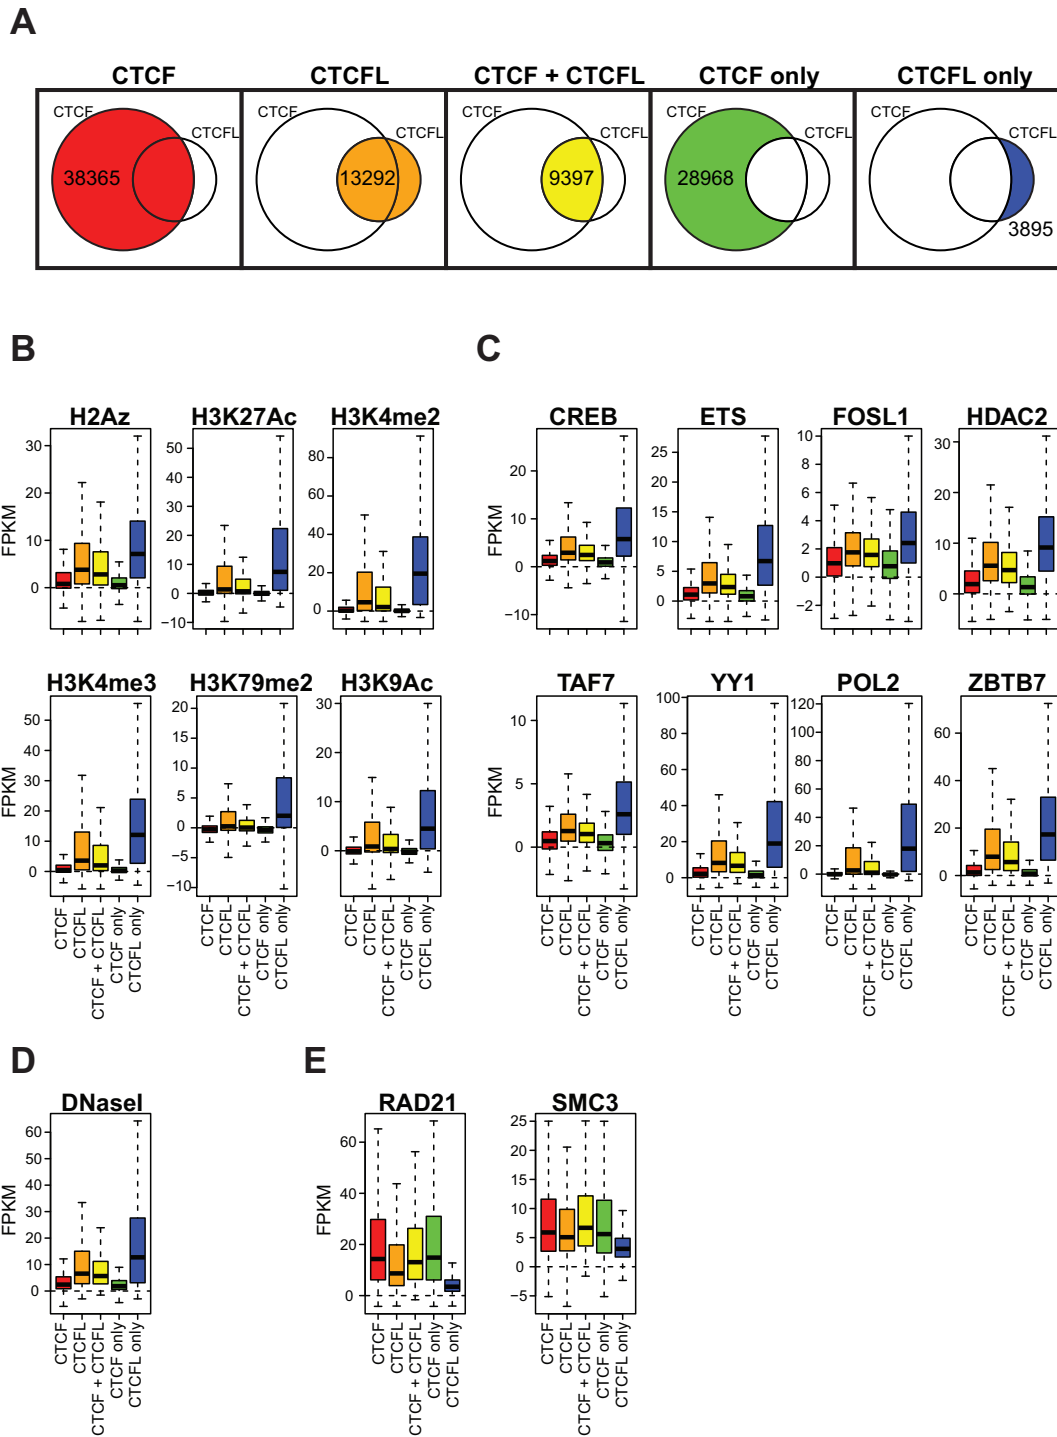 A
CTCF CTCFL CTCF + CTCFL CTCF only CTCFL only
CTCF CTCFL 38365
CTCF CTCFL 13292
CTCF CTCFL 9397
CTCF CTCFL 28968
CTCF CTCFL 3895
B
H2Az H3K27Ac H3K4me2
FPKM
30 20 10 0
50 40 30 20 10 0 −10
80 60 40 20 0
H3K4me3 H3K79me2 H3K9Ac
FPKM
50 40 30 20 10 0
20 15 10 5 0 −5 −10
30 20 10 0
CTCF CTCFL CTCF + CTCFL CTCF only CTCFL only
CTCF CTCFL CTCF + CTCFL CTCF only CTCFL only
CTCF CTCFL CTCF + CTCFL CTCF only CTCFL only
C
CREB ETS FOSL1 HDAC2
FPKM
20 10 0 −10
25 20 15 10 5 0
10 8 6 4 2 0 −2
30 20 10 0
TAF7 YY1 POL2 ZBTB7
FPKM
10 5 0
100 80 60 40 20 0
120 100 80 60 40 20 0
60 40 20 0
CTCF CTCFL CTCF + CTCFL CTCF only CTCFL only
CTCF CTCFL CTCF + CTCFL CTCF only CTCFL only
CTCF CTCFL CTCF + CTCFL CTCF only CTCFL only
CTCF CTCFL CTCF + CTCFL CTCF only CTCFL only
D
DNaseI
FPKM
60 50 40 30 20 10 0
CTCF CTCFL CTCF + CTCFL CTCF only CTCFL only
E
RAD21 SMC3
FPKM
60 40 20 0
25 20 15 10 5 0 −5
CTCF CTCFL CTCF + CTCFL CTCF only CTCFL only
CTCF CTCFL CTCF + CTCFL CTCF only CTCFL only